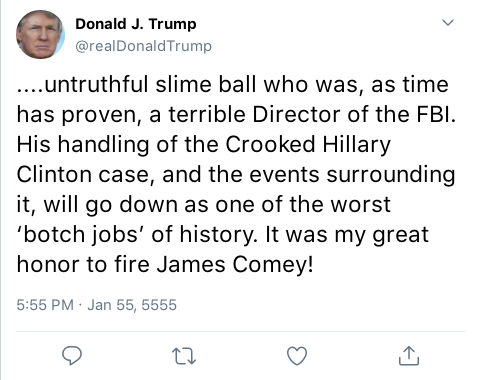 Donald J. Trump
@realDonaldTrump
....untruthful slime ball who was, as time
has proven, a terrible Director of the FBI.
His handling of the Crooked Hillary
Clinton case, and the events surrounding
it, will go down as one of the worst
‘botch jobs’ of history. It was my great
honor to fire James Comey!
5:55 PM · Jan 55, 5555